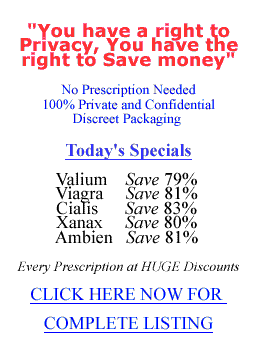 "You have a right to
Privacy, You have the
right to Save money"
No Prescription Needed
100% Private and Confidential
Discreet Packaging
Today's Specials
Valium Save 79%
Viagra Save 81%
Cialis Save 83%
Xanax Save 80%
Ambien Save 81%
Every Prescription at HUGE Discounts
CLICK HERE NOW FOR
COMPLETE LISTING